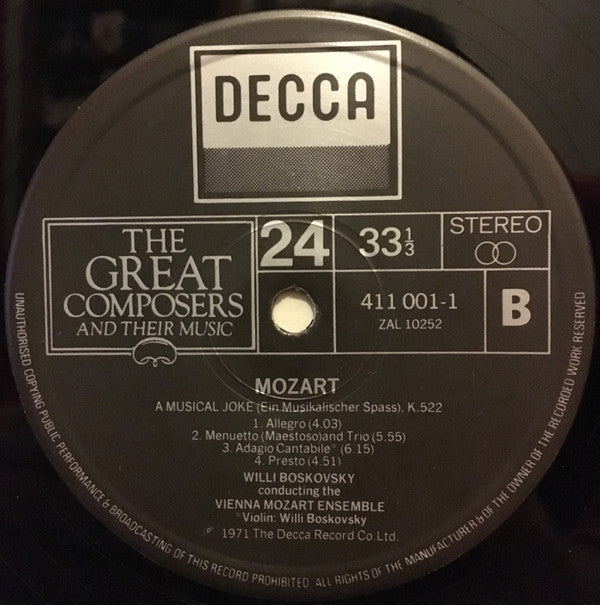 DECCA
THE
GREAT
COMPOSERS
AND THEIR MUSIC
24
33⅓
STEREO
411 001-1
ZAL 10252
B
MOZART
A MUSICAL JOKE (Ein Musikalischer Spass). K.522
1. Allegro (4.03)
2. Menuetto (Maestoso) and Trio (5.55)
3. Adagio Cantabile* (6.15)
4. Presto (4.51)
WILLI BOSKOVSKY
conducting the
VIENNA MOZART ENSEMBLE
*Violin: Willi Boskovsky
℗ 1971 The Decca Record Co. Ltd.
UNAUTHORISED COPYING PUBLIC PERFORMANCE & BROADCASTING OF THIS RECORD PROHIBITED. ALL RIGHTS OF THE MANUFACTURER & OF THE OWNER OF THE RECORDED WORK RESERVED